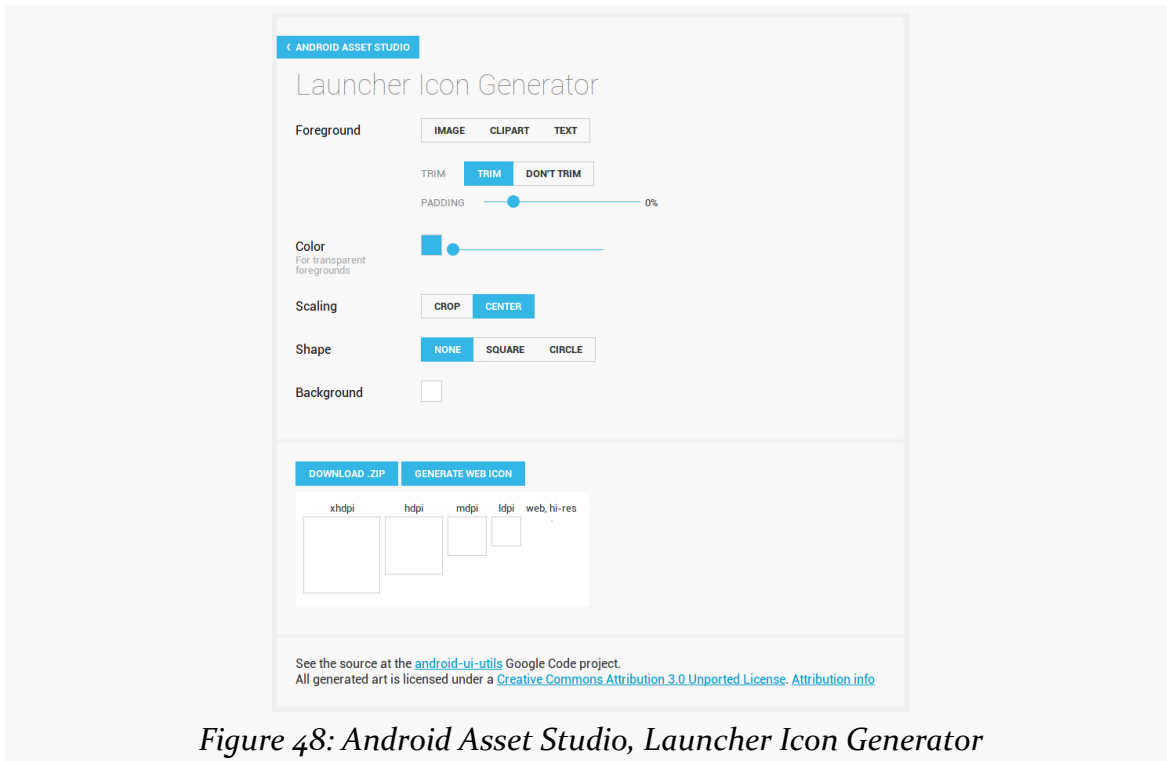 ‹ ANDROID ASSET STUDIO
Launcher Icon Generator
Foreground IMAGE CLIPART TEXT
TRIM TRIM DON'T TRIM
PADDING 0%
Color
For transparent
foregrounds
Scaling CROP CENTER
Shape NONE SQUARE CIRCLE
Background
DOWNLOAD .ZIP GENERATE WEB ICON
xhdpi hdpi mdpi ldpi web, hi-res
See the source at the android-ui-utils Google Code project.
All generated art is licensed under a Creative Commons Attribution 3.0 Unported License. Attribution info
Figure 48: Android Asset Studio, Launcher Icon Generator